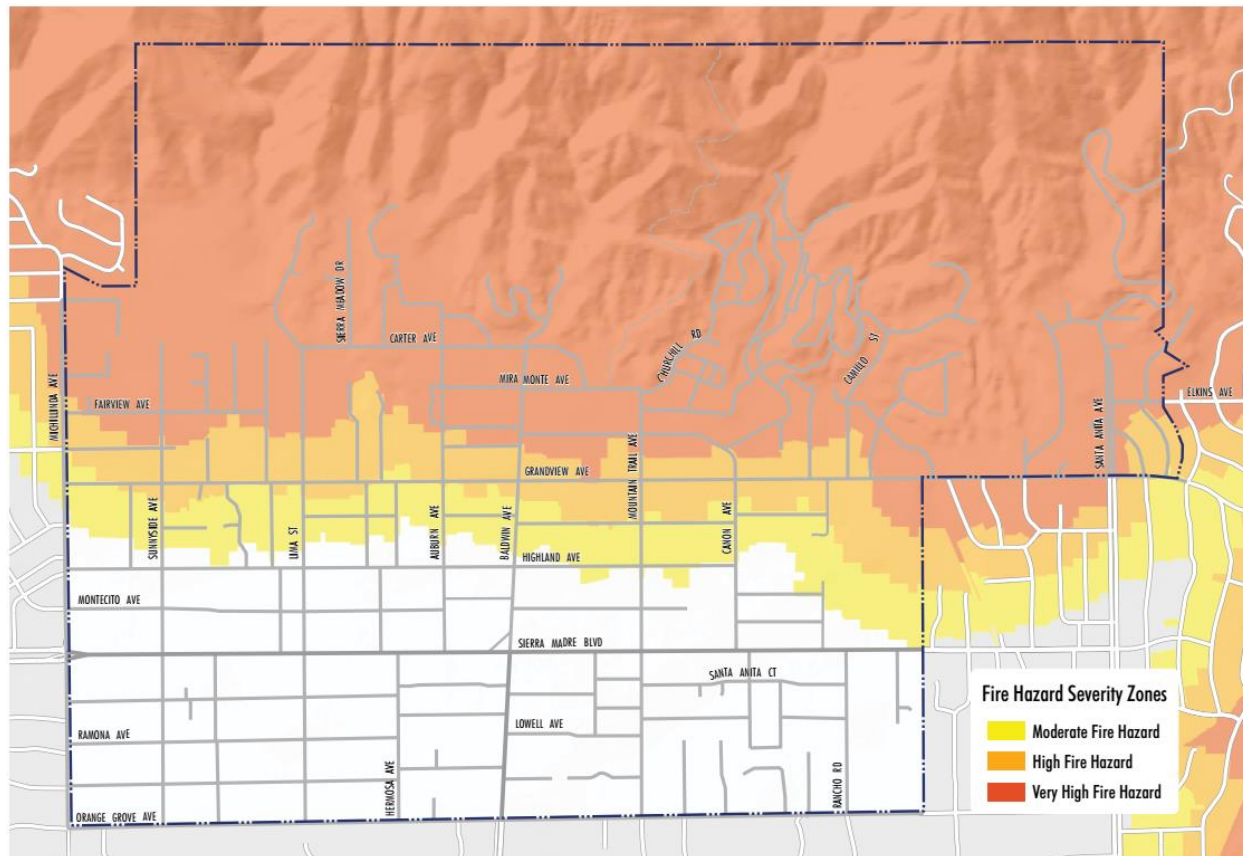 SIERRA MEADOW DR
CARTER AVE
CHURCHILL RD
CAMILLO ST
MIRA MONTE AVE
ELKINS AVE
MICHILLINDA AVE
FAIRVIEW AVE
SANTA ANITA AVE
MOUNTAIN TRAIL AVE
GRANDVIEW AVE
SUNNYSIDE AVE
LIMA ST
AUBURN AVE
BALDWIN AVE
CANON AVE
HIGHLAND AVE
MONTECITO AVE
SIERRA MADRE BLVD
SANTA ANITA CT
LOWELL AVE
RAMONA AVE
HERMOSA AVE
RANCHO RD
ORANGE GROVE AVE
Fire Hazard Severity Zones
Moderate Fire Hazard
High Fire Hazard
Very High Fire Hazard